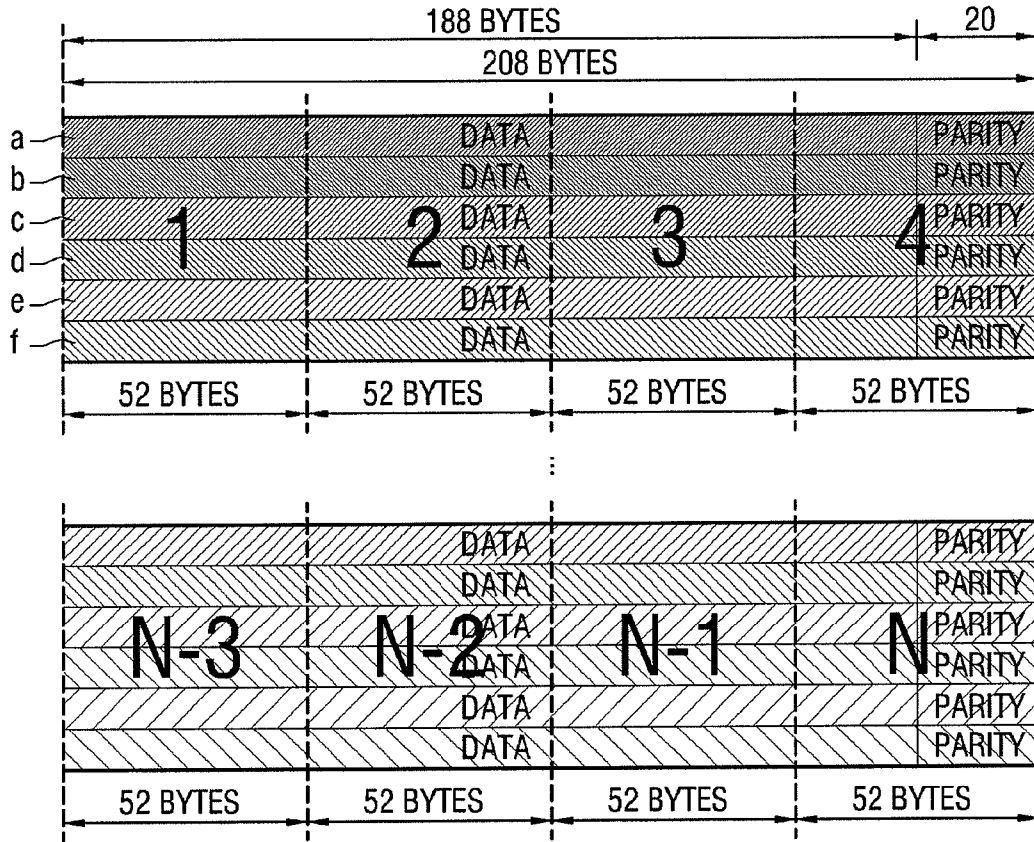 188 BYTES 20
208 BYTES
a DATA PARITY
b DATA PARITY
c DATA PARITY
1 2 3 4
d DATA PARITY
e DATA PARITY
f DATA PARITY
52 BYTES 52 BYTES 52 BYTES 52 BYTES
⋮
DATA PARITY
DATA PARITY
DATA PARITY
N-3 N-2 N-1 N
DATA PARITY
DATA PARITY
DATA PARITY
52 BYTES 52 BYTES 52 BYTES 52 BYTES